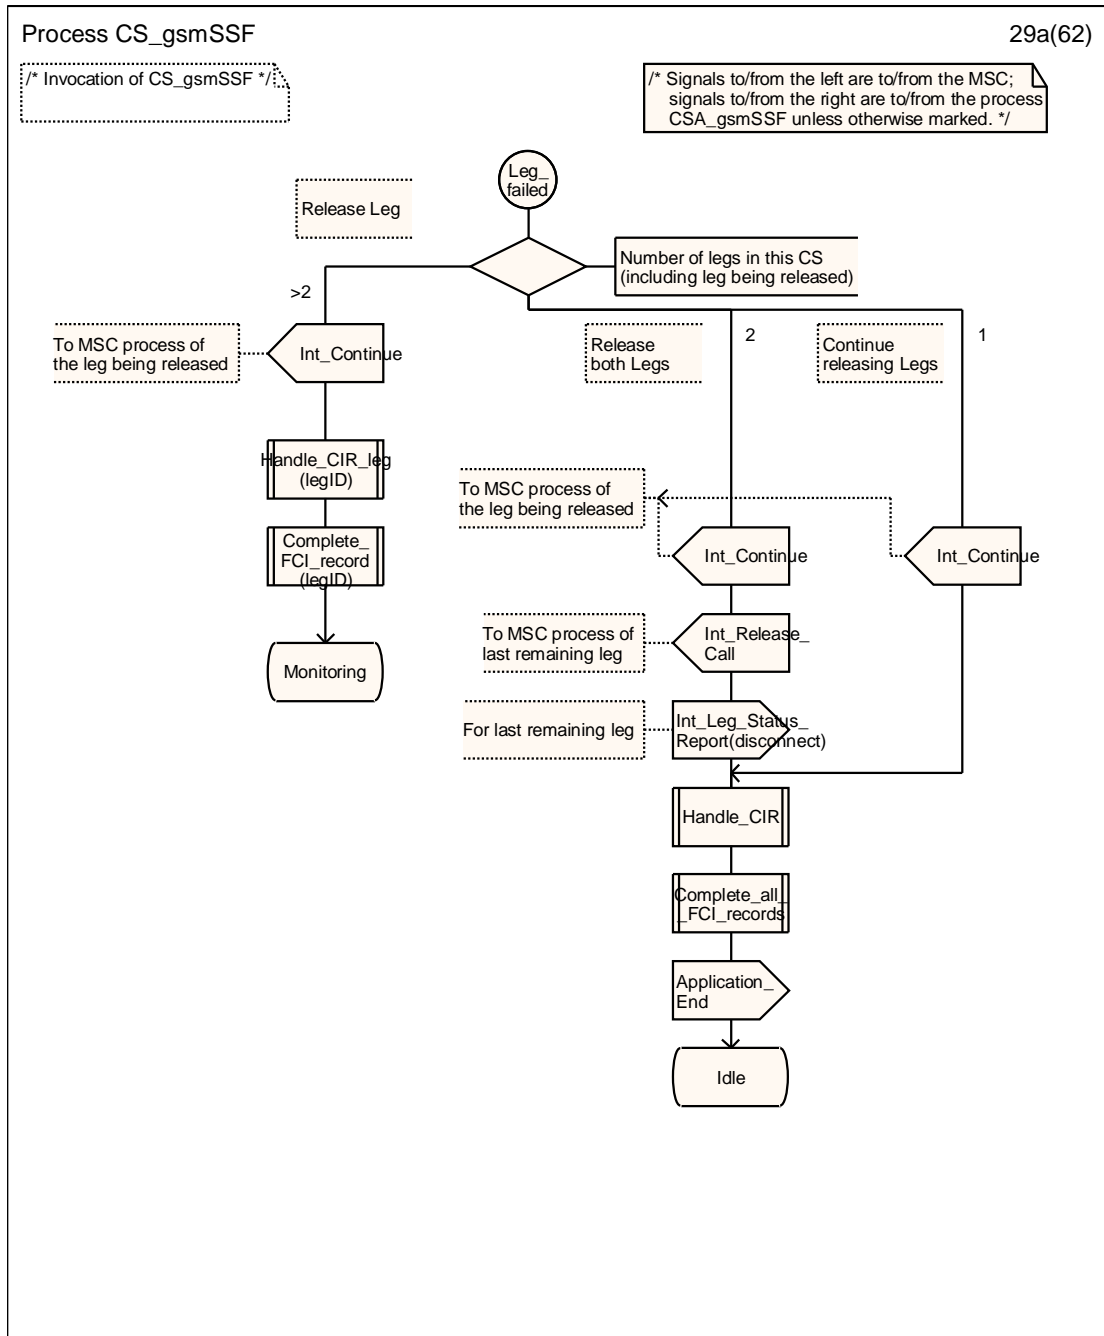 Process CS_gsmSSF
29a(62)
/* Invocation of CS_gsmSSF */
/* Signals to/from the left are to/from the MSC;
signals to/from the right are to/from the process
CSA_gsmSSF unless otherwise marked. */
Leg_
failed
Release Leg
Number of legs in this CS
(including leg being released)
>2
2
1
To MSC process of
the leg being released
Int_Continue
Release
both Legs
Continue
releasing Legs
Handle_CIR_leg
(legID)
To MSC process of
the leg being released
Complete_
FCI_record
(legID)
Int_Continue
Int_Continue
Monitoring
To MSC process of
last remaining leg
Int_Release_
Call
For last remaining leg
Int_Leg_Status_
Report(disconnect)
Handle_CIR
Complete_all_
_FCI_records
Application_
End
Idle